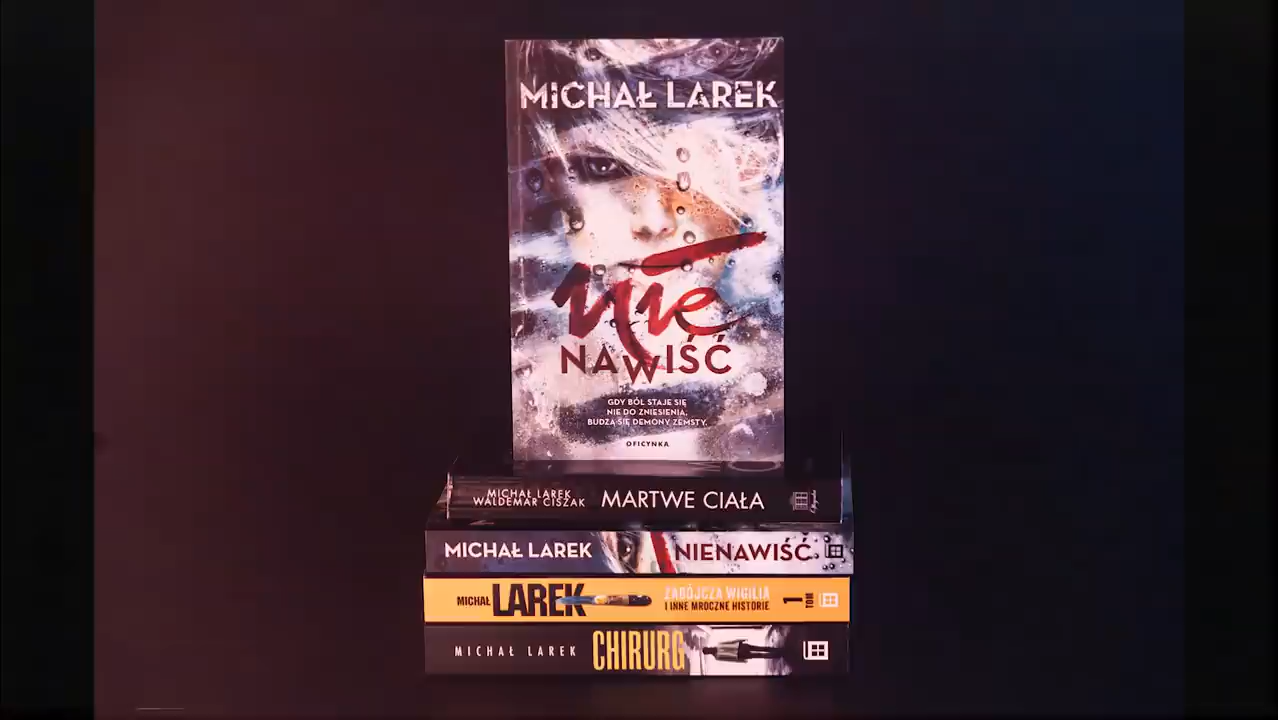 MICHAŁ LAREK
nie
NAWIŚĆ
GDY BÓL STAJE SIĘ
NIE DO ZNIESIENIA,
BUDZĄ SIĘ DEMONY ZEMSTY.
OFICYNKA
MICHAŁ LAREK
WALDEMAR CISZAK
MARTWE CIAŁA
MICHAŁ LAREK NIENAWIŚĆ
MICHAŁ LAREK
ZABÓJCZA WIGILIA
I INNE MROCZNE HISTORIE
1 TOM
MICHAŁ LAREK CHIRURG